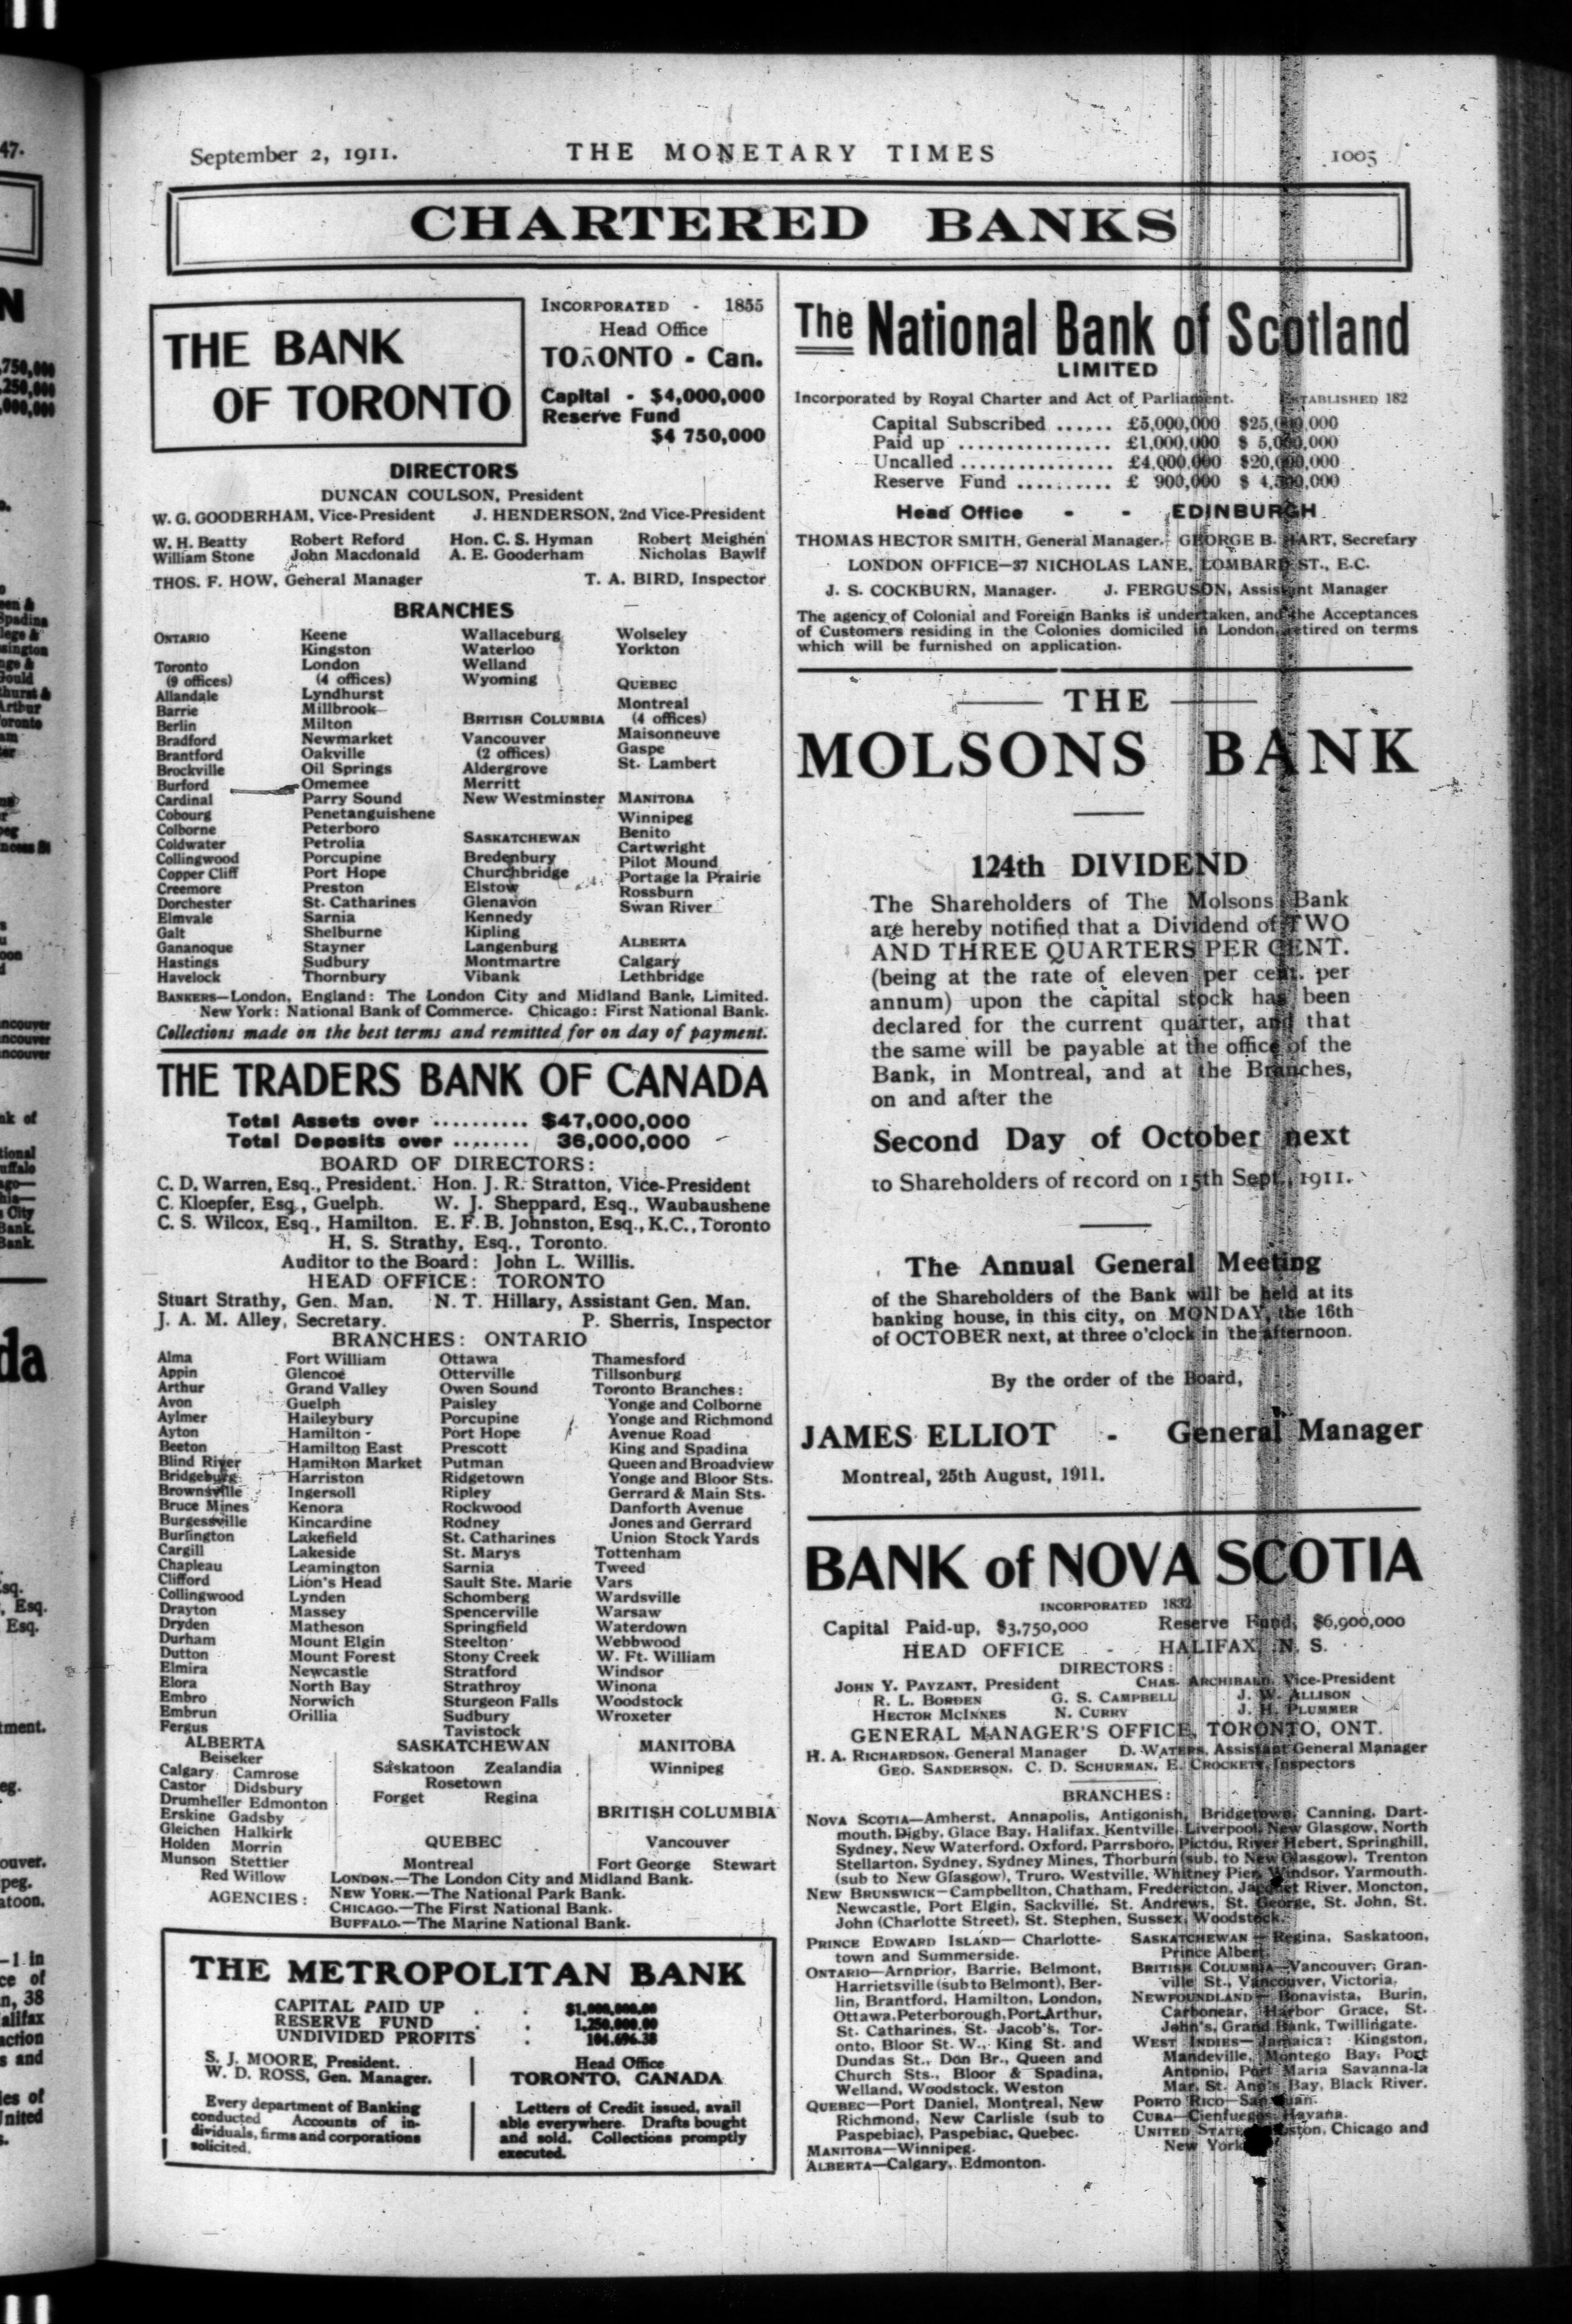 September 2, 1911.
THE MONETARY TIMES
1005
CHARTERED BANKS
THE BANK
OF TORONTO
INCORPORATED - 1855
Head Office
TORONTO - Can.
Capital - $4,000,000
Reserve Fund
$4 750,000
DIRECTORS
DUNCAN COULSON, President
W. G. GOODERHAM, Vice-President J. HENDERSON, 2nd Vice-President
W. H. Beatty Robert Reford Hon. C. S. Hyman Robert Meighen
William Stone John Macdonald A. E. Gooderham Nicholas Bawlf
THOS. F. HOW, General Manager T. A. BIRD, Inspector
BRANCHES
ONTARIO
Toronto
(9 offices)
Allandale
Barrie
Berlin
Bradford
Brantford
Brockville
Burford
Cardinal
Cobourg
Colborne
Coldwater
Collingwood
Copper Cliff
Creemore
Dorchester
Elmvale
Galt
Gananoque
Hastings
Havelock
Keene
Kingston
London
(4 offices)
Lyndhurst
Millbrook
Milton
Newmarket
Oakville
Oil Springs
Omemee
Parry Sound
Penetanguishene
Peterboro
Petrolia
Porcupine
Port Hope
Preston
St. Catharines
Sarnia
Shelburne
Stayner
Sudbury
Thornbury
Wallaceburg
Waterloo
Welland
Wyoming
BRITISH COLUMBIA
Vancouver
(2 offices)
Aldergrove
Merritt
New Westminster
SASKATCHEWAN
Bredenbury
Churchbridge
Elstow
Glenavon
Kennedy
Kipling
Langenburg
Montmartre
Vibank
Wolseley
Yorkton
QUEBEC
Montreal
(4 offices)
Maisonneuve
Gaspe
St. Lambert
MANITOBA
Winnipeg
Benito
Cartwright
Pilot Mound
Portage la Prairie
Rossburn
Swan River
ALBERTA
Calgary
Lethbridge
BANKERS—London, England: The London City and Midland Bank, Limited.
New York: National Bank of Commerce. Chicago: First National Bank.
Collections made on the best terms and remitted for on day of payment.
THE TRADERS BANK OF CANADA
Total Assets over .......... $47,000,000
Total Deposits over ........ 36,000,000
BOARD OF DIRECTORS:
C. D. Warren, Esq., President. Hon. J. R. Stratton, Vice-President
C. Kloepfer, Esq., Guelph. W. J. Sheppard, Esq., Waubaushene
C. S. Wilcox, Esq., Hamilton. E. F. B. Johnston, Esq., K.C., Toronto
H. S. Strathy, Esq., Toronto.
Auditor to the Board: John L. Willis.
HEAD OFFICE: TORONTO
Stuart Strathy, Gen. Man. N. T. Hillary, Assistant Gen. Man.
J. A. M. Alley, Secretary. P. Sherris, Inspector
BRANCHES: ONTARIO
Alma
Appin
Arthur
Avon
Aylmer
Ayton
Beeton
Blind River
Bridgeburg
Brownsville
Bruce Mines
Burgessville
Burlington
Cargill
Chapleau
Clifford
Collingwood
Drayton
Dryden
Durham
Dutton
Elmira
Elora
Embro
Embrun
Fergus
Fort William
Glencoe
Grand Valley
Guelph
Haileybury
Hamilton
Hamilton East
Hamilton Market
Harriston
Ingersoll
Kenora
Kincardine
Lakefield
Lakeside
Leamington
Lion's Head
Lynden
Massey
Matheson
Mount Elgin
Mount Forest
Newcastle
North Bay
Norwich
Orillia
Ottawa
Otterville
Owen Sound
Paisley
Porcupine
Port Hope
Prescott
Putman
Ridgetown
Ripley
Rockwood
Rodney
St. Catharines
St. Marys
Sarnia
Sault Ste. Marie
Schomberg
Spencerville
Springfield
Steelton
Stony Creek
Stratford
Strathroy
Sturgeon Falls
Sudbury
Tavistock
Thamesford
Tillsonburg
Toronto Branches:
Yonge and Colborne
Yonge and Richmond
Avenue Road
King and Spadina
Queen and Broadview
Yonge and Bloor Sts.
Gerrard & Main Sts.
Danforth Avenue
Jones and Gerrard
Union Stock Yards
Tottenham
Tweed
Vars
Wardsville
Warsaw
Waterdown
Webbwood
W. Ft. William
Windsor
Winona
Woodstock
Wroxeter
ALBERTA
Beiseker
Calgary Camrose
Castor Didsbury
Drumheller Edmonton
Erskine Gadsby
Gleichen Halkirk
Holden Morrin
Munson Stettler
Red Willow
SASKATCHEWAN
Saskatoon Zealandia
Rosetown
Forget Regina
QUEBEC
Montreal
MANITOBA
Winnipeg
BRITISH COLUMBIA
Vancouver
Fort George Stewart
AGENCIES:
LONDON.—The London City and Midland Bank.
NEW YORK.—The National Park Bank.
CHICAGO.—The First National Bank.
BUFFALO.—The Marine National Bank.
THE METROPOLITAN BANK
CAPITAL PAID UP . . $1,000,000.00
RESERVE FUND . . 1,250,000.00
UNDIVIDED PROFITS . 104,696.38
S. J. MOORE, President.
W. D. ROSS, Gen. Manager.
Head Office
TORONTO, CANADA
Every department of Banking
conducted Accounts of in-
dividuals, firms and corporations
solicited.
Letters of Credit issued, avail
able everywhere. Drafts bought
and sold. Collections promptly
executed.
The National Bank of Scotland
LIMITED
Incorporated by Royal Charter and Act of Parliament. ESTABLISHED 182
Capital Subscribed ...... £5,000,000 $25,000,000
Paid up ................ £1,000,000 $ 5,000,000
Uncalled ................ £4,000,000 $20,000,000
Reserve Fund .......... £ 900,000 $ 4,500,000
Head Office - - EDINBURGH
THOMAS HECTOR SMITH, General Manager. GEORGE B. HART, Secretary
LONDON OFFICE—37 NICHOLAS LANE, LOMBARD ST., E.C.
J. S. COCKBURN, Manager. J. FERGUSON, Assistant Manager
The agency of Colonial and Foreign Banks is undertaken, and the Acceptances
of Customers residing in the Colonies domiciled in London, retired on terms
which will be furnished on application.
THE
MOLSONS BANK
124th DIVIDEND
The Shareholders of The Molsons Bank
are hereby notified that a Dividend of TWO
AND THREE QUARTERS PER CENT.
(being at the rate of eleven per cent. per
annum) upon the capital stock has been
declared for the current quarter, and that
the same will be payable at the office of the
Bank, in Montreal, and at the Branches,
on and after the
Second Day of October next
to Shareholders of record on 15th Sept., 1911.
The Annual General Meeting
of the Shareholders of the Bank will be held at its
banking house, in this city, on MONDAY, the 16th
of OCTOBER next, at three o'clock in the afternoon.
By the order of the Board,
JAMES ELLIOT - General Manager
Montreal, 25th August, 1911.
BANK of NOVA SCOTIA
INCORPORATED 1832
Capital Paid-up, $3,750,000 Reserve Fund, $6,900,000
HEAD OFFICE - HALIFAX, N. S.
DIRECTORS:
JOHN Y. PAYZANT, President CHAS. ARCHIBALD, Vice-President
R. L. BORDEN G. S. CAMPBELL J. W. ALLISON
HECTOR MCINNES N. CURRY J. H. PLUMMER
GENERAL MANAGER'S OFFICE, TORONTO, ONT.
H. A. RICHARDSON, General Manager D. WATERS, Assistant General Manager
GEO. SANDERSON, C. D. SCHURMAN, E. CROCKETT, Inspectors
BRANCHES:
NOVA SCOTIA—Amherst, Annapolis, Antigonish, Bridgetown, Canning, Dart-
mouth, Digby, Glace Bay, Halifax, Kentville, Liverpool, New Glasgow, North
Sydney, New Waterford, Oxford, Parrsboro, Pictou, River Hebert, Springhill,
Stellarton, Sydney, Sydney Mines, Thorburn (sub. to New Glasgow), Trenton
(sub to New Glasgow), Truro, Westville, Whitney Pier, Windsor, Yarmouth.
NEW BRUNSWICK—Campbellton, Chatham, Fredericton, Jacquet River, Moncton,
Newcastle, Port Elgin, Sackville, St. Andrews, St. George, St. John, St.
John (Charlotte Street), St. Stephen, Sussex, Woodstock.
PRINCE EDWARD ISLAND—Charlotte-
town and Summerside.
ONTARIO—Arnprior, Barrie, Belmont,
Harrietsville (sub to Belmont), Ber-
lin, Brantford, Hamilton, London,
Ottawa, Peterborough, Port Arthur,
St. Catharines, St. Jacob's, Tor-
onto, Bloor St. W., King St. and
Dundas St., Don Br., Queen and
Church Sts., Bloor & Spadina,
Welland, Woodstock, Weston
QUEBEC—Port Daniel, Montreal, New
Richmond, New Carlisle (sub to
Paspebiac), Paspebiac, Quebec.
MANITOBA—Winnipeg.
ALBERTA—Calgary, Edmonton.
SASKATCHEWAN—Regina, Saskatoon,
Prince Albert.
BRITISH COLUMBIA—Vancouver, Gran-
ville St., Vancouver, Victoria.
NEWFOUNDLAND—Bonavista, Burin,
Carbonear, Harbor Grace, St.
John's, Grand Bank, Twillingate.
WEST INDIES—Jamaica: Kingston,
Mandeville, Montego Bay, Port
Antonio, Port Maria Savanna-la
Mar, St. Ann's Bay, Black River.
PORTO RICO—San Juan.
CUBA—Cienfuegos, Havana.
UNITED STATES—Boston, Chicago and
New York